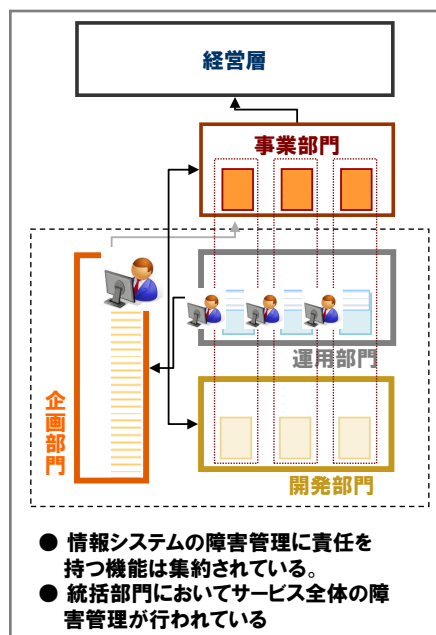 経営層
事業部門
運用部門
企画部門
開発部門
● 情報システムの障害管理に責任を
持つ機能は集約されている。
● 統括部門においてサービス全体の障
害管理が行われている